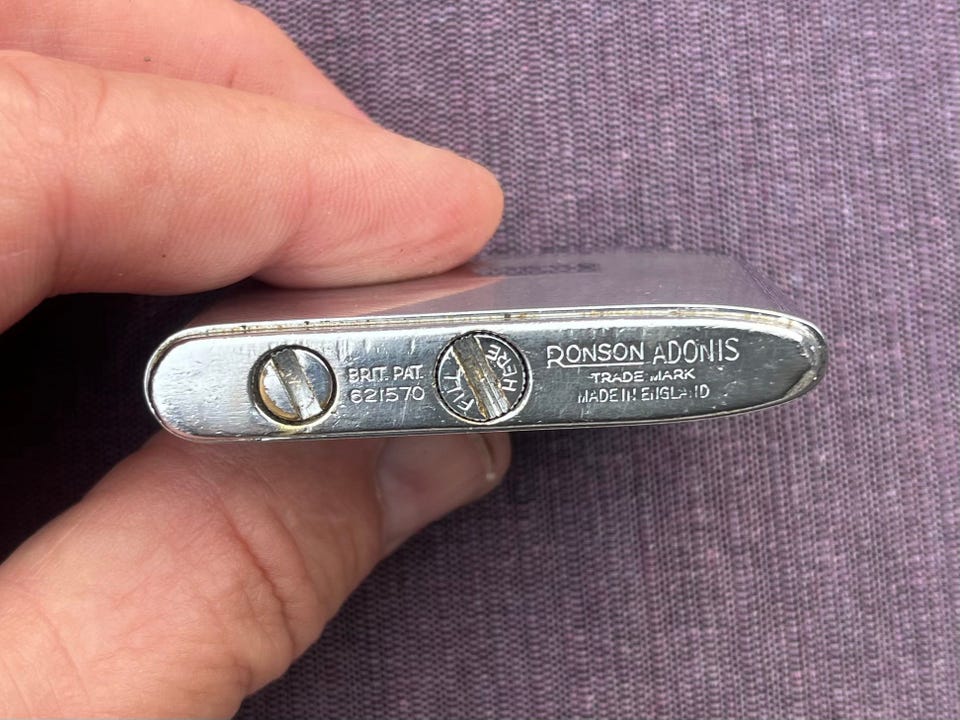 BRIT. PAT.
621570
FILL HERE
RONSON ADONIS
TRADE MARK
MADE IN ENGLAND